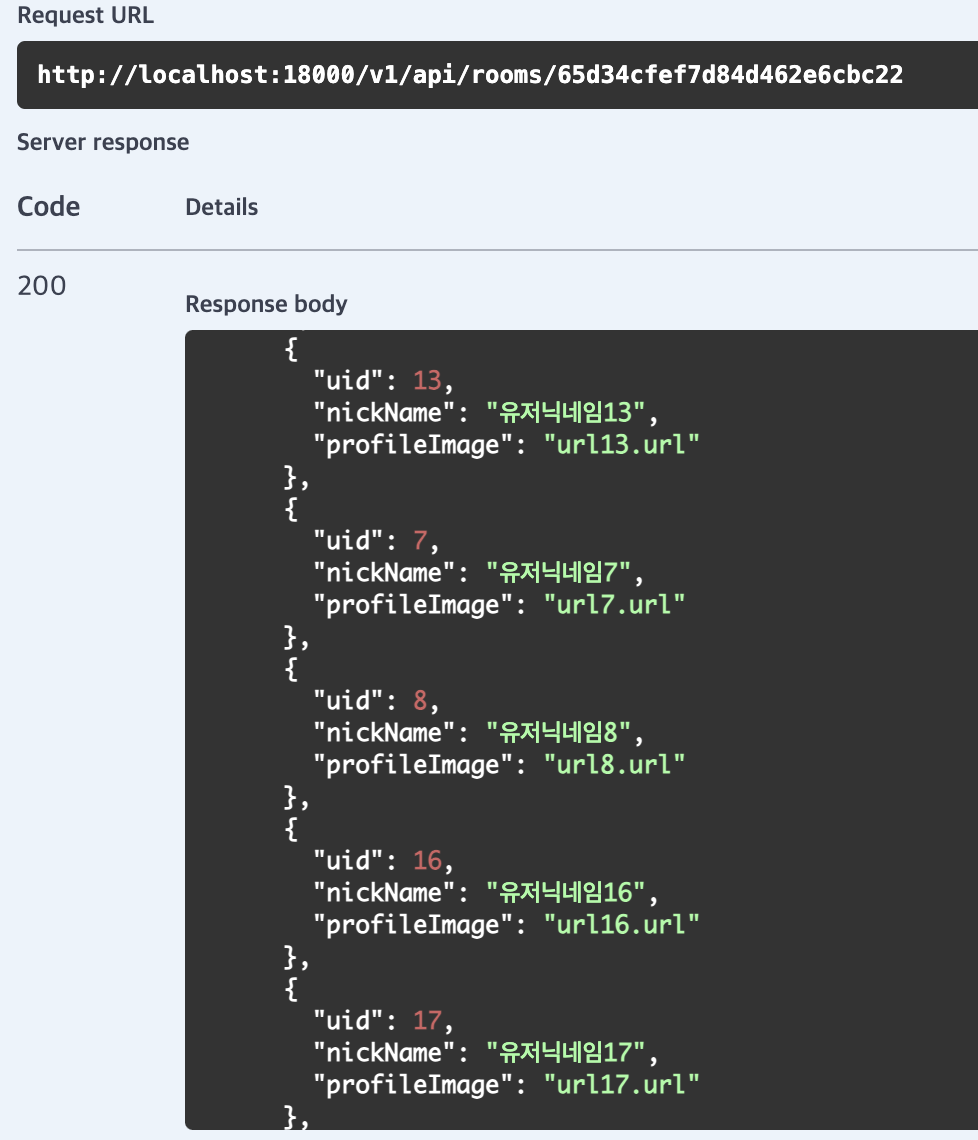 Request URL
http://localhost:18000/v1/api/rooms/65d34cfef7d84d462e6cbc22
Server response
Code Details
200
Response body
{
"uid": 13,
"nickName": "유저닉네임13",
"profileImage": "url13.url"
},
{
"uid": 7,
"nickName": "유저닉네임7",
"profileImage": "url7.url"
},
{
"uid": 8,
"nickName": "유저닉네임8",
"profileImage": "url8.url"
},
{
"uid": 16,
"nickName": "유저닉네임16",
"profileImage": "url16.url"
},
{
"uid": 17,
"nickName": "유저닉네임17",
"profileImage": "url17.url"
},